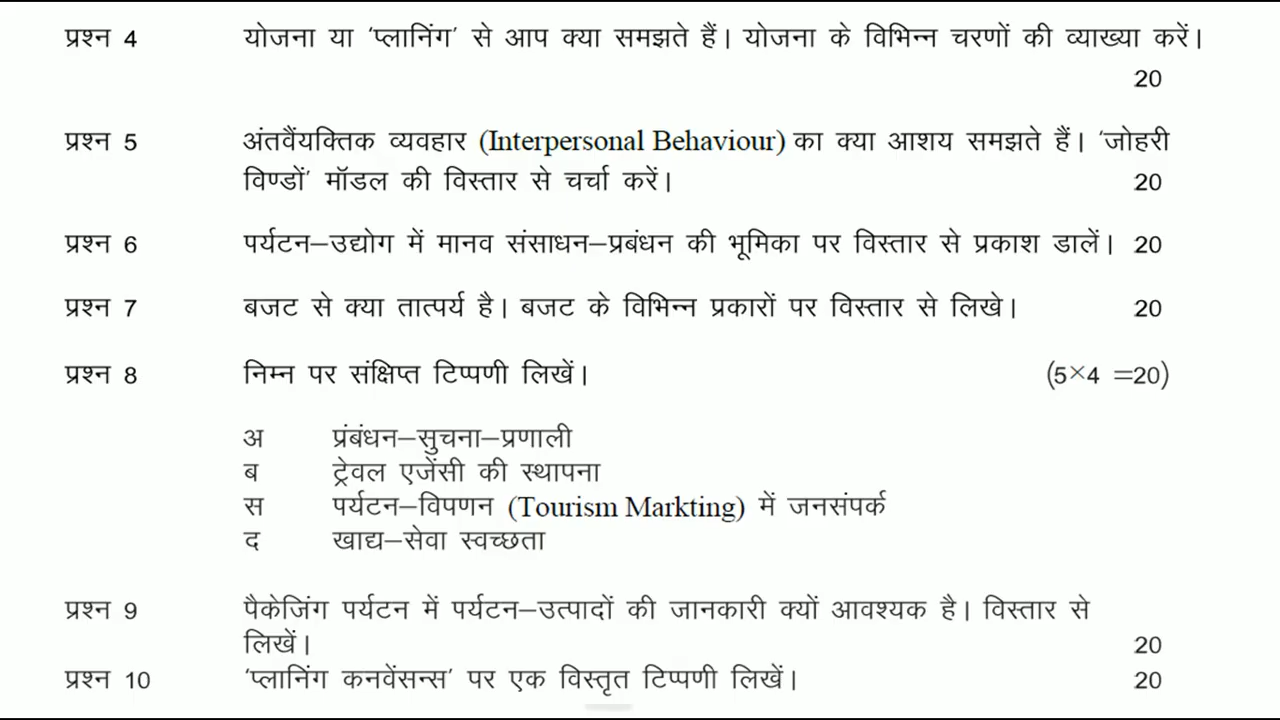 प्रश्न 4 योजना या 'प्लानिंग' से आप क्या समझते हैं। योजना के विभिन्न चरणों की व्याख्या करें।
20
प्रश्न 5 अंतवैंयक्तिक व्यवहार (Interpersonal Behaviour) का क्या आशय समझते हैं। 'जोहरी
विण्डों' मॉडल की विस्तार से चर्चा करें। 20
प्रश्न 6 पर्यटन–उद्योग में मानव संसाधन–प्रबंधन की भूमिका पर विस्तार से प्रकाश डालें। 20
प्रश्न 7 बजट से क्या तात्पर्य है। बजट के विभिन्न प्रकारों पर विस्तार से लिखे। 20
प्रश्न 8 निम्न पर संक्षिप्त टिप्पणी लिखें। (5×4 =20)
अ प्रंबंधन–सुचना–प्रणाली
ब ट्रेवल एजेंसी की स्थापना
स पर्यटन–विपणन (Tourism Markting) में जनसंपर्क
द खाद्य–सेवा स्वच्छता
प्रश्न 9 पैकेजिंग पर्यटन में पर्यटन–उत्पादों की जानकारी क्यों आवश्यक है। विस्तार से
लिखें। 20
प्रश्न 10 'प्लानिंग कनवेंसन्स' पर एक विस्तृत टिप्पणी लिखें। 20